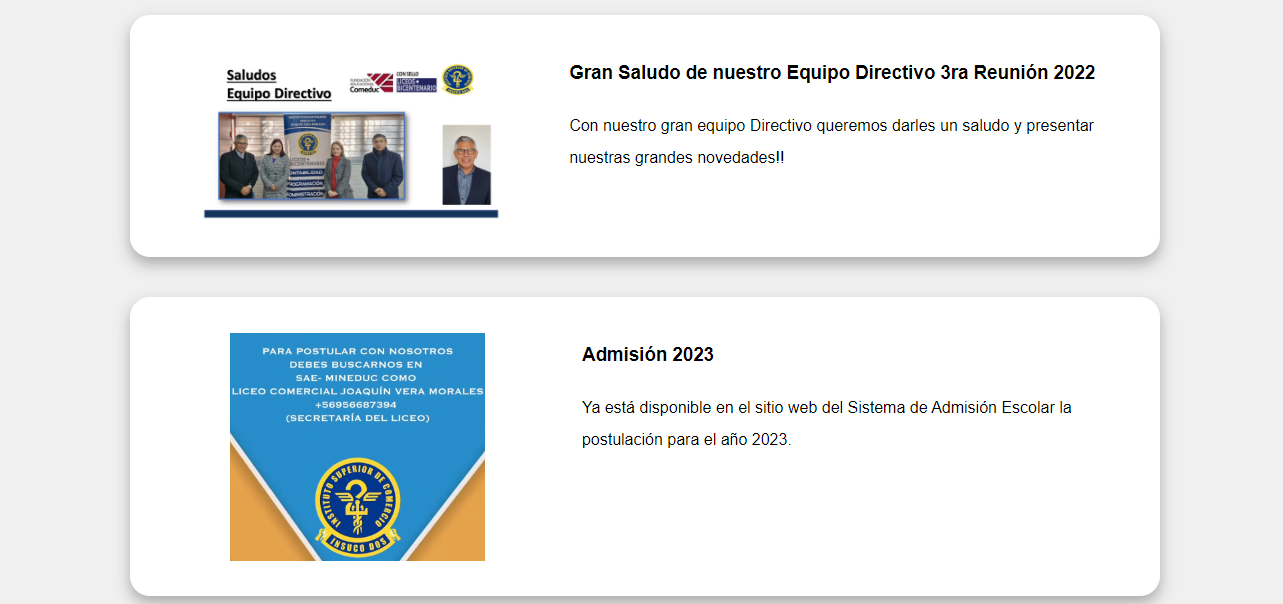 Saludos
Equipo Directivo
FUNDACIÓN
EDUCACIONAL
Comeduc
CON SELLO
LICEOS+
BICENTENARIO
LICEOS+
BICENTENARIO
CONTABILIDAD
PROGRAMACIÓN
ADMINISTRACIÓN
Gran Saludo de nuestro Equipo Directivo 3ra Reunión 2022
Con nuestro gran equipo Directivo queremos darles un saludo y presentar
nuestras grandes novedades!!
PARA POSTULAR CON NOSOTROS
DEBES BUSCARNOS EN
SAE- MINEDUC COMO
LICEO COMERCIAL JOAQUÍN VERA MORALES
+56956687394
(SECRETARÍA DEL LICEO)
INSTITUTO SUPERIOR DE COMERCIO
INSUCO DOS
Admisión 2023
Ya está disponible en el sitio web del Sistema de Admisión Escolar la
postulación para el año 2023.